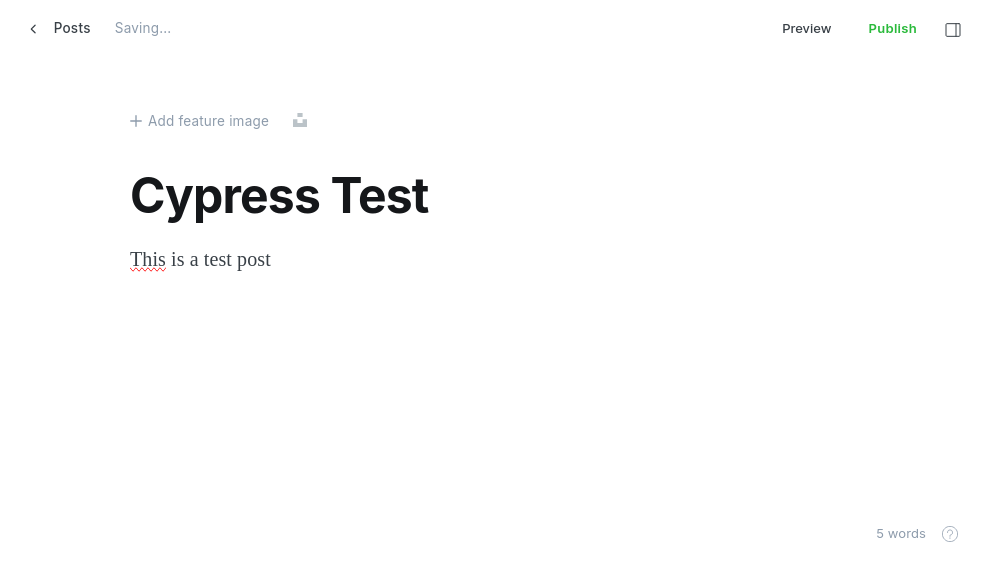 Posts Saving... Preview Publish
Add feature image
Cypress Test
This is a test post
5 words